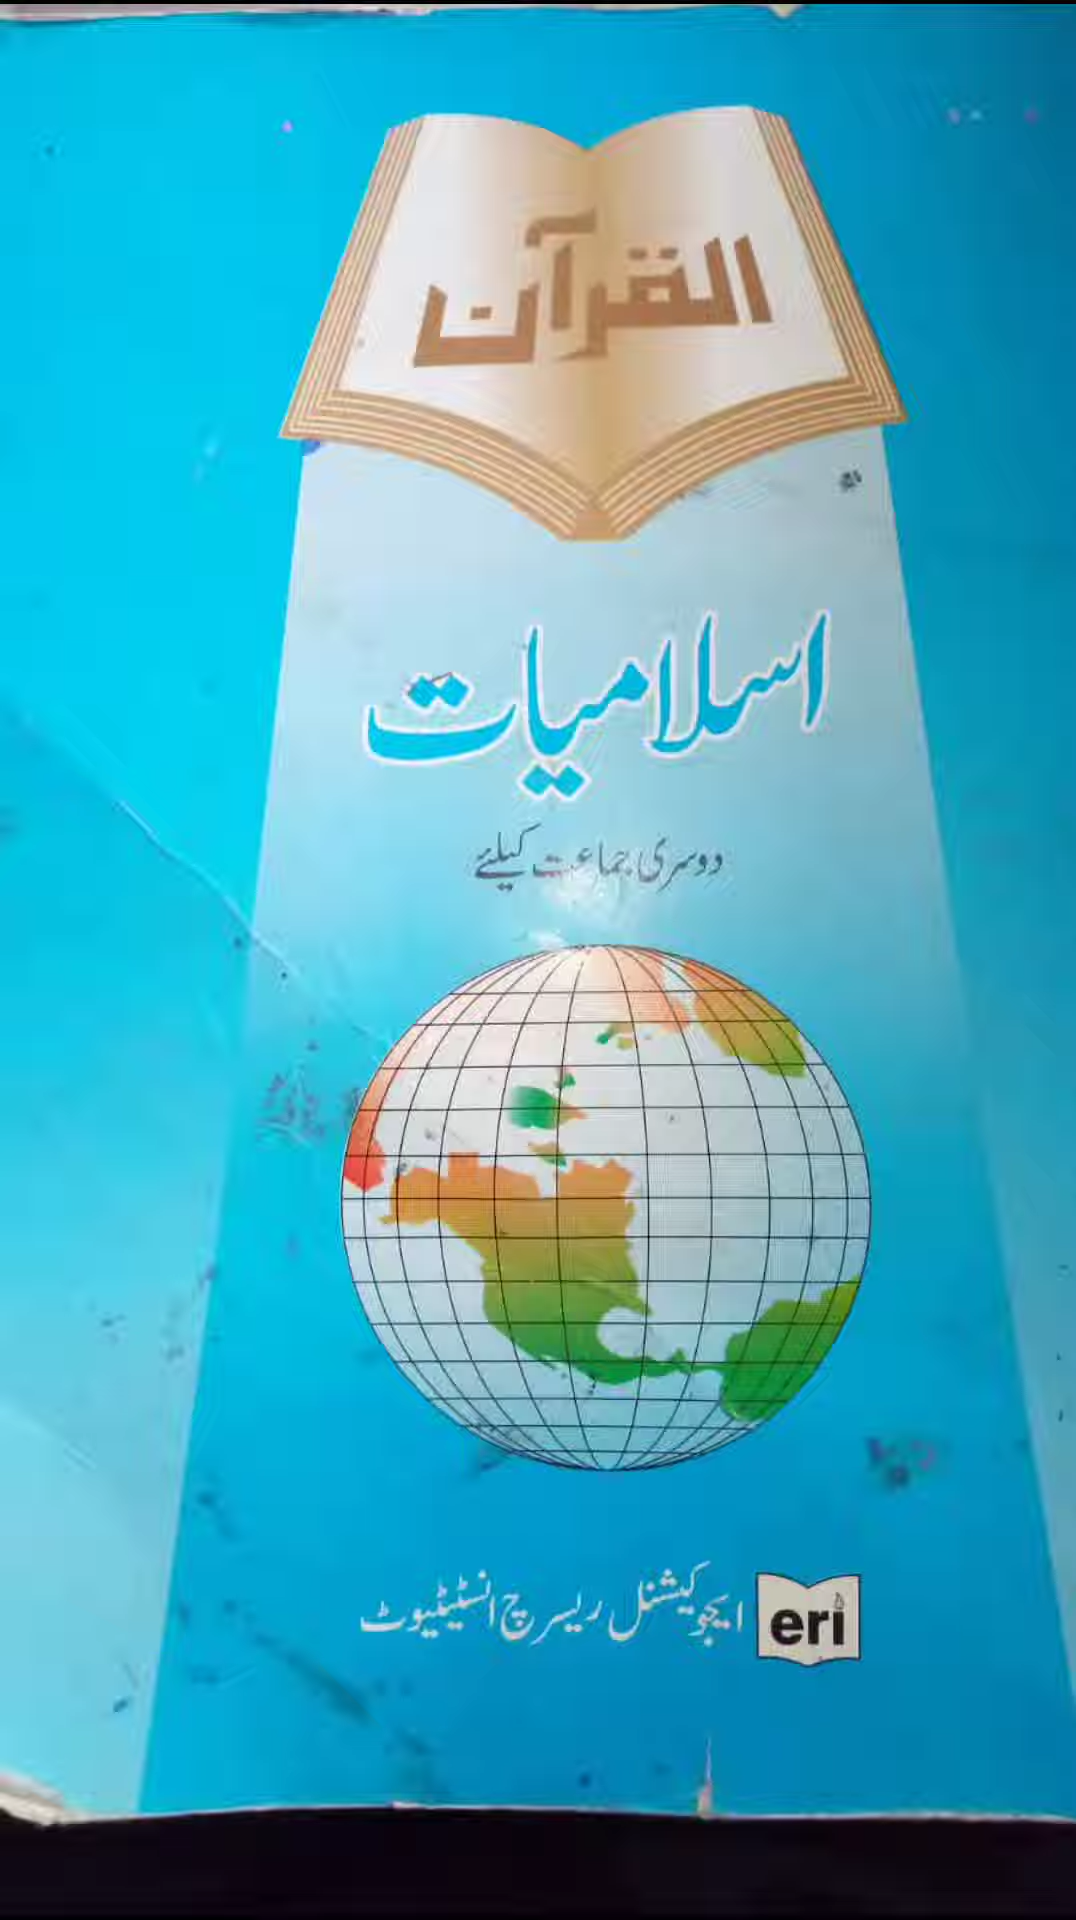 القرآن
اسلامیات
دوسری جماعت کیلئے
ایجوکیشنل ریسرچ انسٹیٹیوٹ
eri